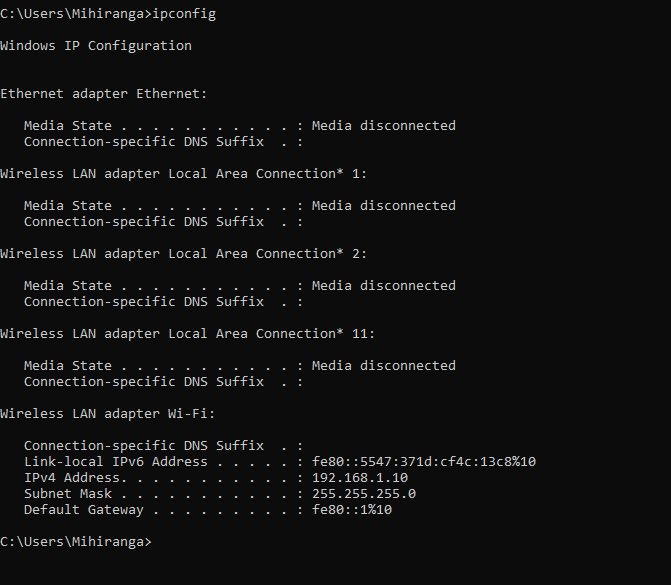 C:\Users\Mihiranga>ipconfig
Windows IP Configuration
Ethernet adapter Ethernet:
   Media State . . . . . . . . . . . : Media disconnected
   Connection-specific DNS Suffix  . :
Wireless LAN adapter Local Area Connection* 1:
   Media State . . . . . . . . . . . : Media disconnected
   Connection-specific DNS Suffix  . :
Wireless LAN adapter Local Area Connection* 2:
   Media State . . . . . . . . . . . : Media disconnected
   Connection-specific DNS Suffix  . :
Wireless LAN adapter Local Area Connection* 11:
   Media State . . . . . . . . . . . : Media disconnected
   Connection-specific DNS Suffix  . :
Wireless LAN adapter Wi-Fi:
   Connection-specific DNS Suffix  . :
   Link-local IPv6 Address . . . . . : fe80::5547:371d:cf4c:13c8%10
   IPv4 Address. . . . . . . . . . . : 192.168.1.10
   Subnet Mask . . . . . . . . . . . : 255.255.255.0
   Default Gateway . . . . . . . . . : fe80::1%10
C:\Users\Mihiranga>